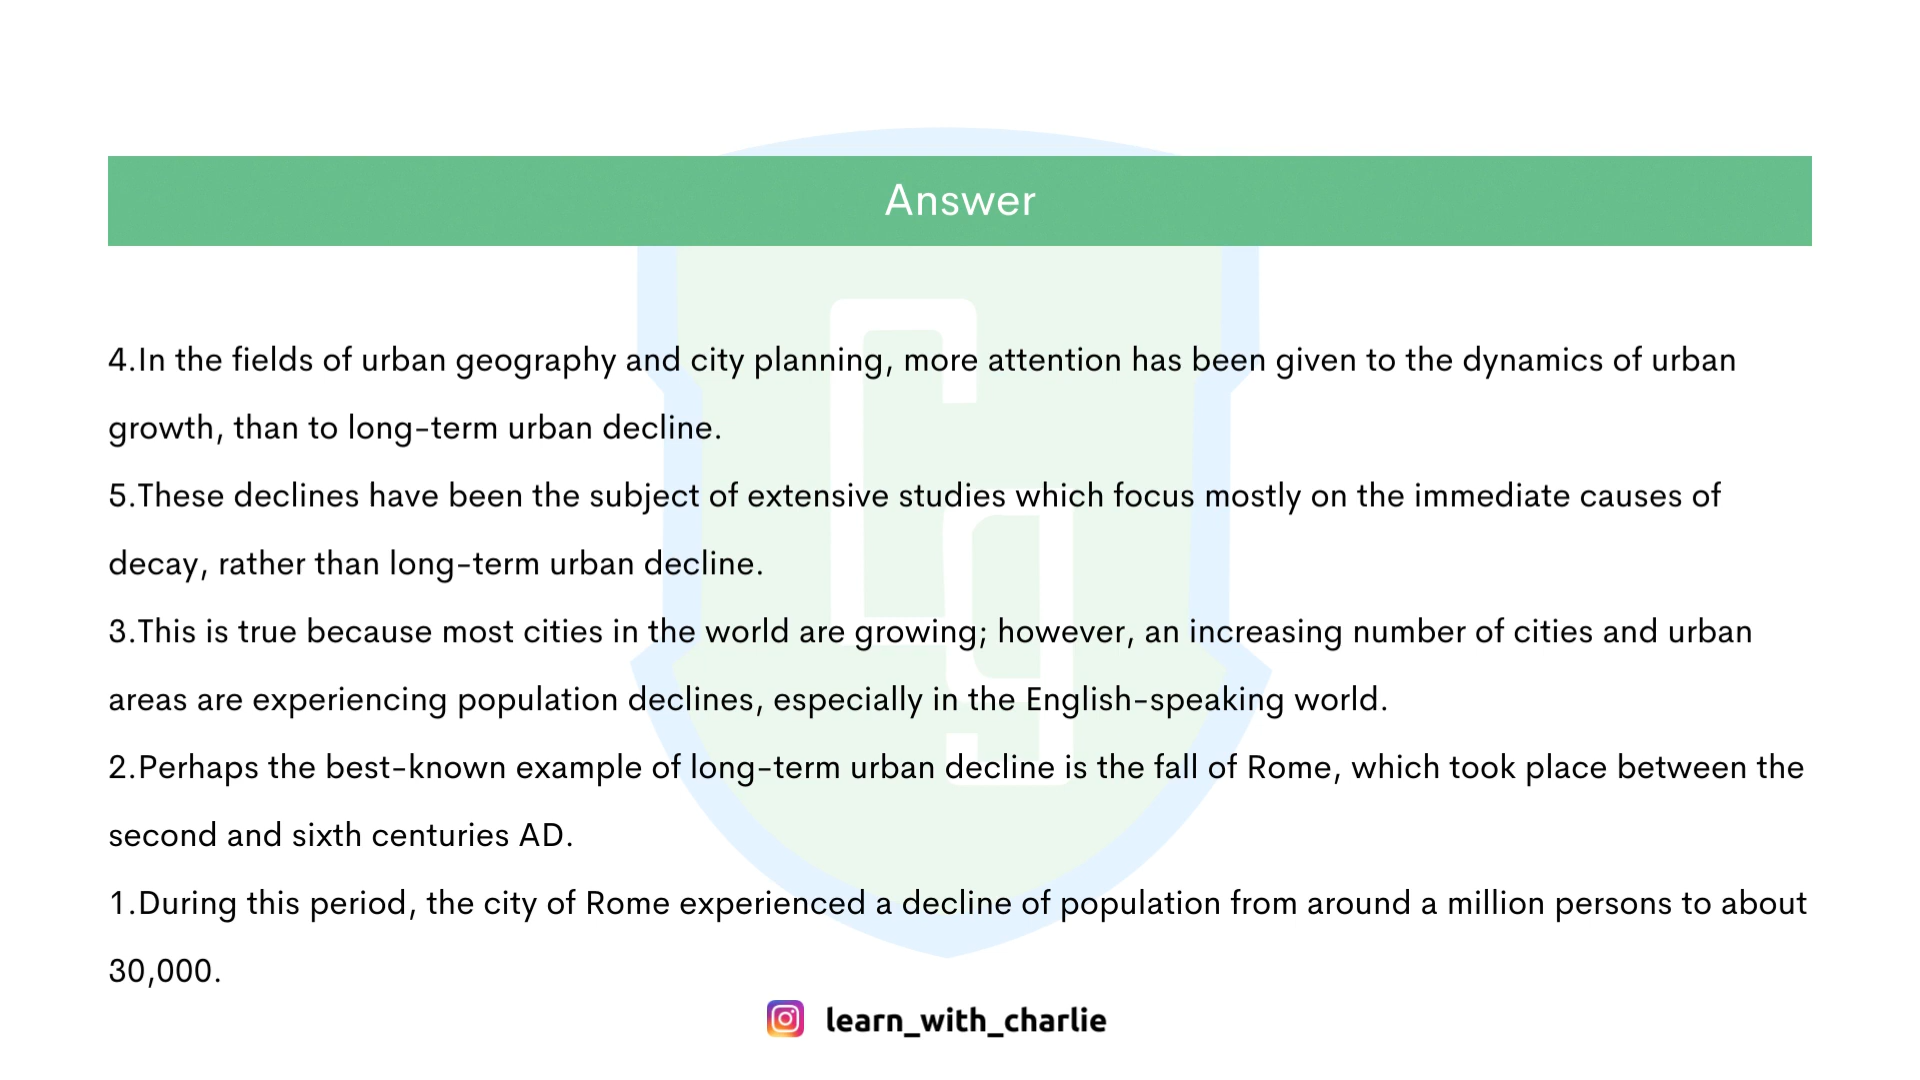 Answer
4.In the fields of urban geography and city planning, more attention has been given to the dynamics of urban
growth, than to long-term urban decline.
5.These declines have been the subject of extensive studies which focus mostly on the immediate causes of
decay, rather than long-term urban decline.
3.This is true because most cities in the world are growing; however, an increasing number of cities and urban
areas are experiencing population declines, especially in the English-speaking world.
2.Perhaps the best-known example of long-term urban decline is the fall of Rome, which took place between the
second and sixth centuries AD.
1.During this period, the city of Rome experienced a decline of population from around a million persons to about
30,000.
learn_with_charlie